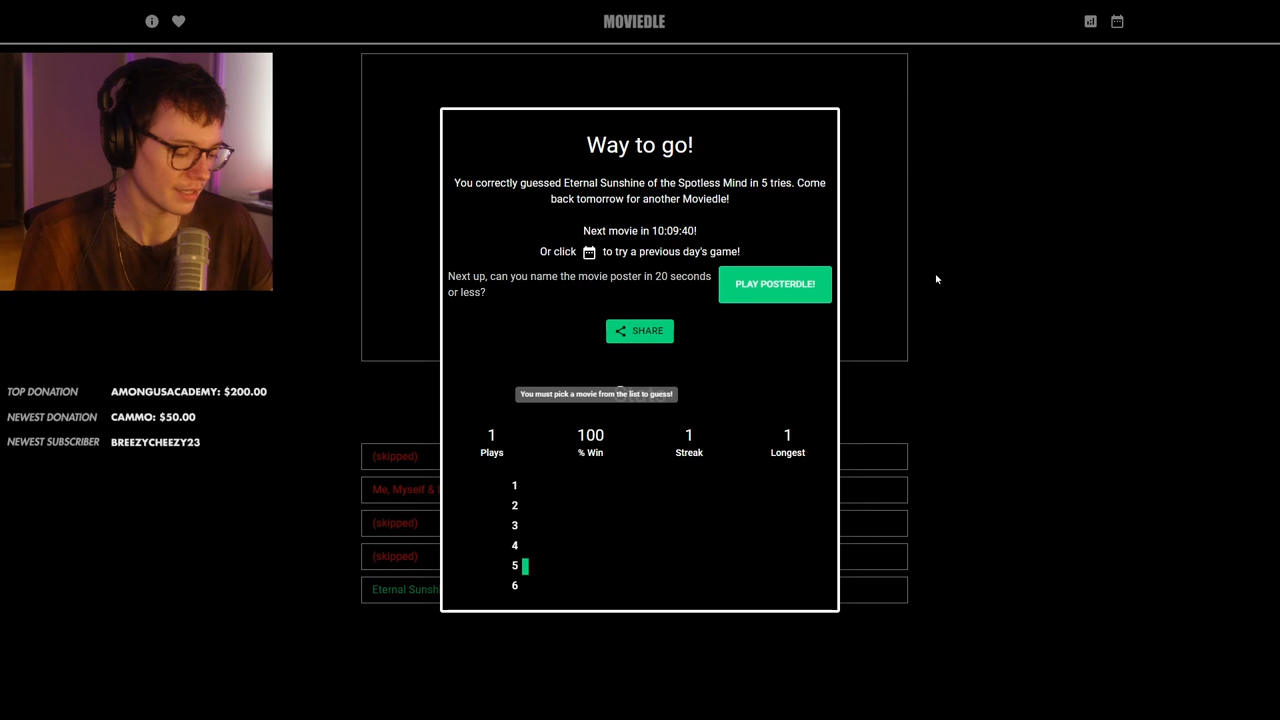 MOVIEDLE
Way to go!
You correctly guessed Eternal Sunshine of the Spotless Mind in 5 tries. Come
back tomorrow for another Moviedle!
Next movie in 10:09:40!
Or click to try a previous day's game!
Next up, can you name the movie poster in 20 seconds
or less?
PLAY POSTERDLE!
SHARE
You must pick a movie from the list to guess!
TOP DONATION AMONGUSACADEMY: $200.00
NEWEST DONATION CAMMO: $50.00
NEWEST SUBSCRIBER BREEZYCHEEZY23
1 100 1 1
Plays % Win Streak Longest
(skipped)
Me, Myself &
(skipped)
(skipped)
Eternal Sunsh
1
2
3
4
5
6